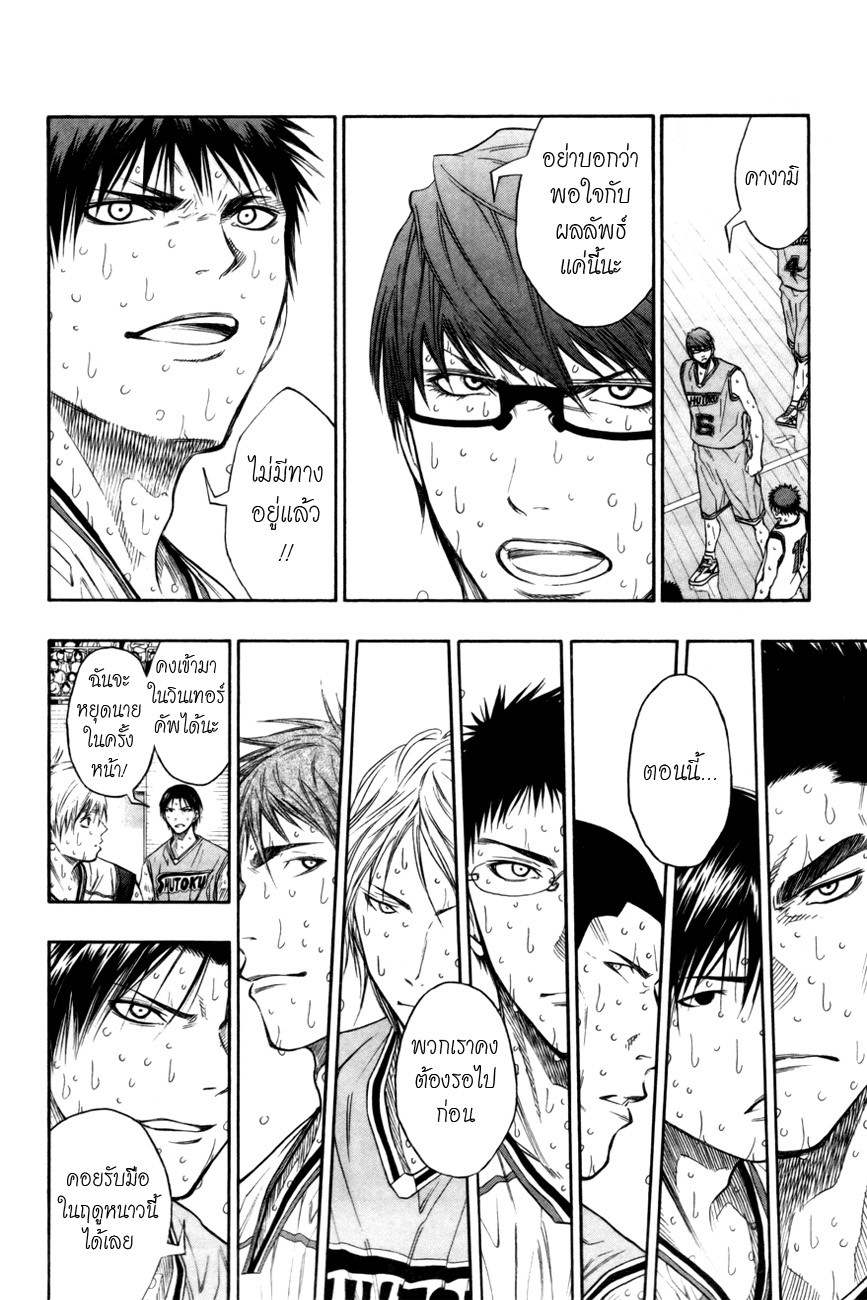 คางามิ
4
SHUTOKU
6
อย่าบอกว่า
พอใจกับ
ผลลัพธ์
แค่นี้นะ
ไม่มีทาง
อยู่แล้ว
!!
ตอนนี้...
พวกเราคง
ต้องรอไป
ก่อน
คงเข้ามา
ในวินเทอร์
คัพได้นะ
ฉันจะ
หยุดนาย
ในครั้ง
หน้า!
SHUTOKU
คอยรับมือ
ในฤดูหนาวนี้
ได้เลย